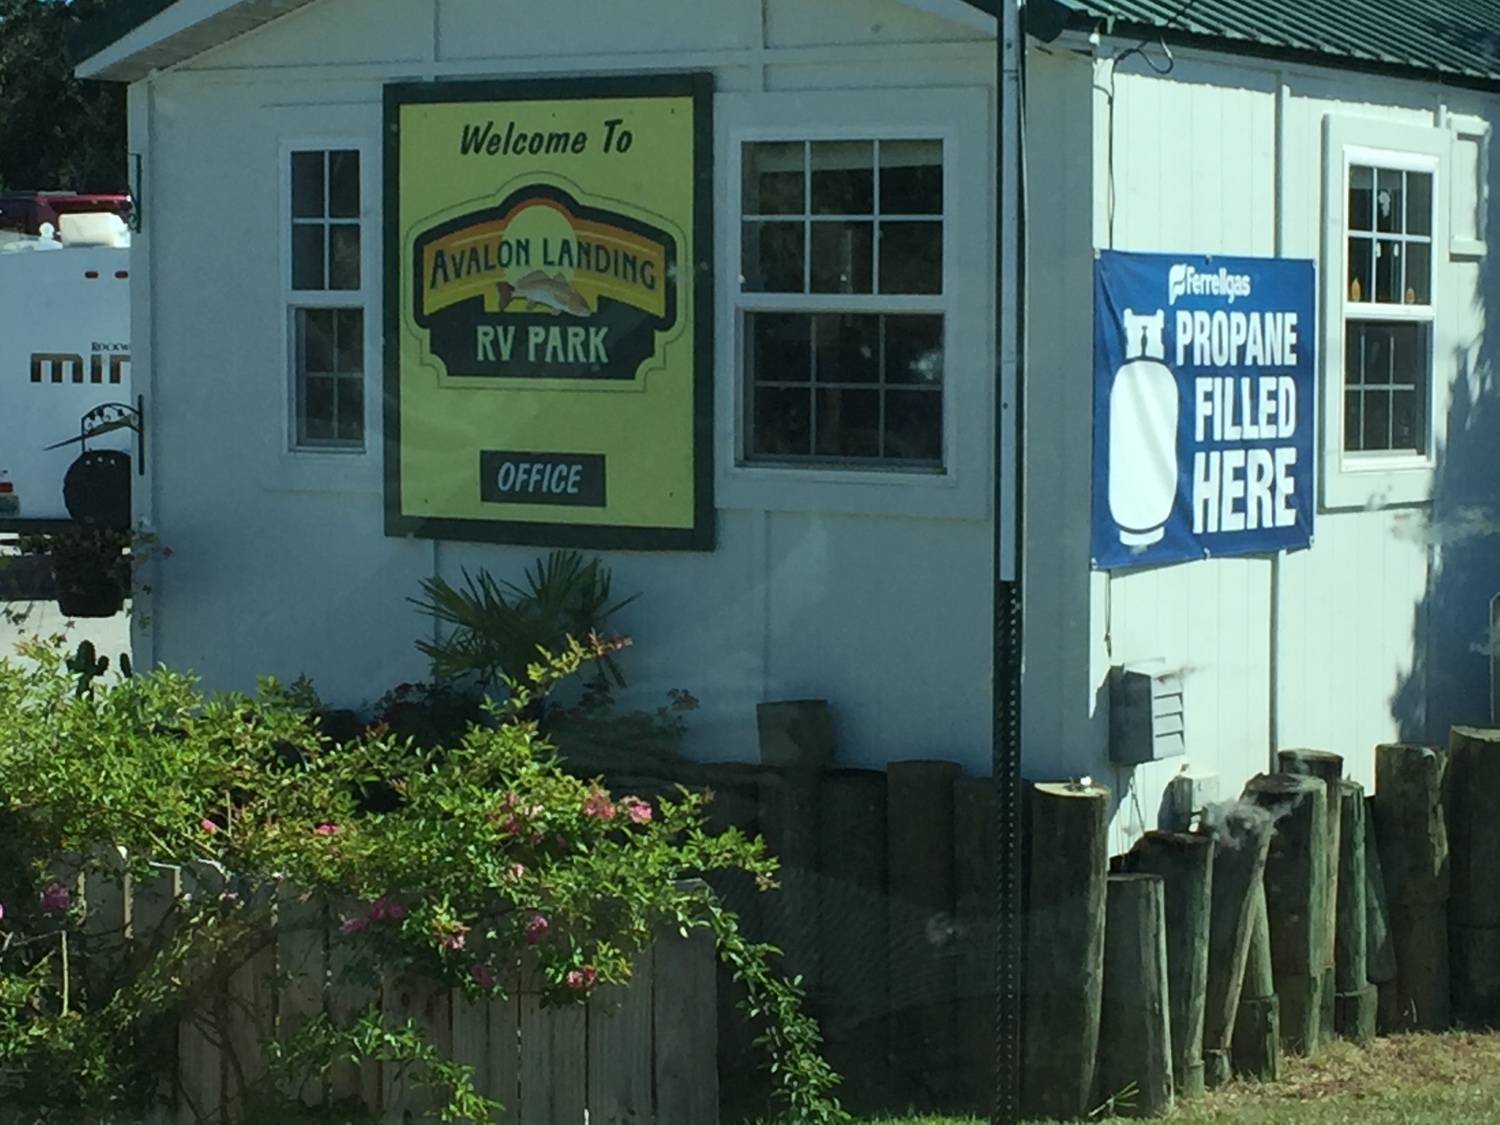 Welcome To
AVALON LANDING
RV PARK
OFFICE
Ferrellgas
PROPANE
FILLED
HERE